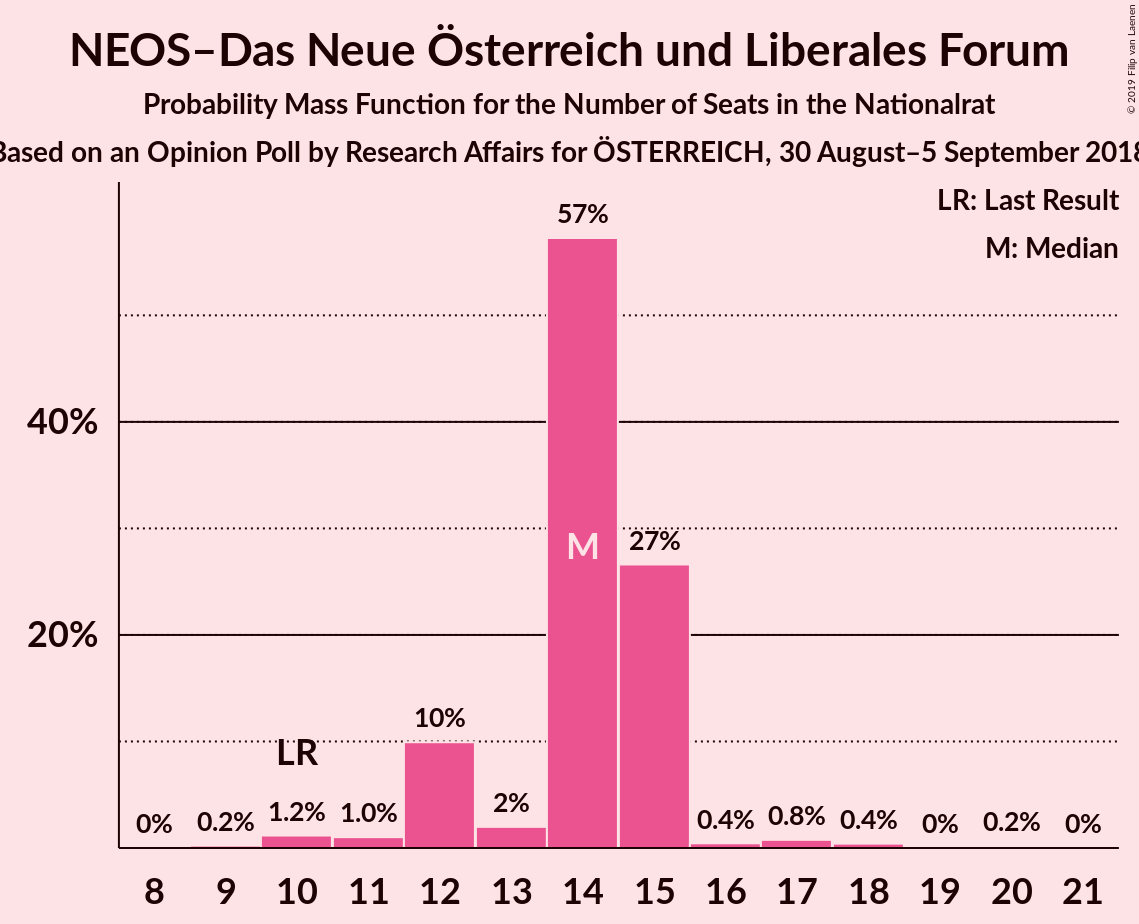 NEOS–Das Neue Österreich und Liberales Forum
Probability Mass Function for the Number of Seats in the Nationalrat
Based on an Opinion Poll by Research Affairs for ÖSTERREICH, 30 August–5 September 2018
© 2019 Filip van Laenen
LR: Last Result
M: Median
57%
40%
M
27%
20%
10%
LR
0%
0.2%
1.2%
1.0%
2%
0.4%
0.8%
0.4%
0%
0.2%
0%
8 9 10 11 12 13 14 15 16 17 18 19 20 21